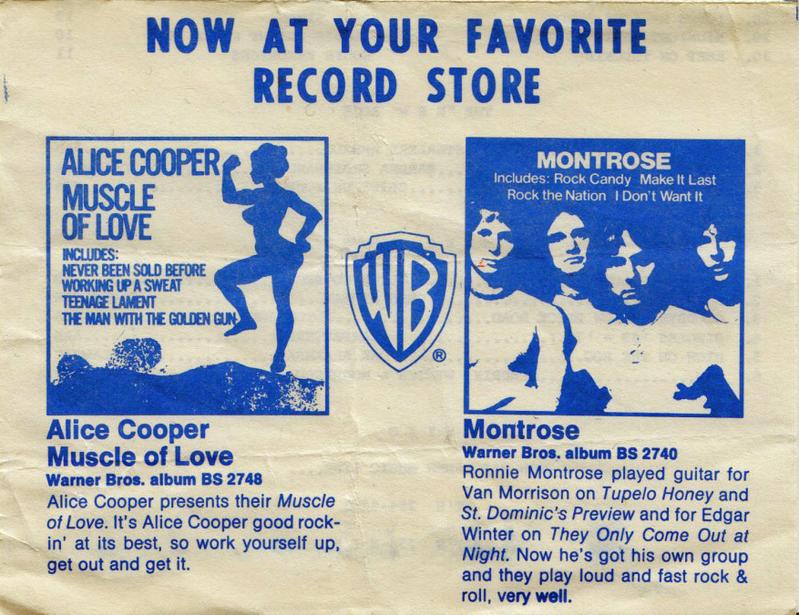 NOW AT YOUR FAVORITE
RECORD STORE
ALICE COOPER
MUSCLE
OF LOVE
INCLUDES:
NEVER BEEN SOLD BEFORE
WORKING UP A SWEAT
TEENAGE LAMENT
THE MAN WITH THE GOLDEN GUN
WB
®
MONTROSE
Includes: Rock Candy Make It Last
Rock the Nation I Don't Want It
Alice Cooper
Muscle of Love
Warner Bros. album BS 2748
Alice Cooper presents their Muscle
of Love. It's Alice Cooper good rock-
in' at its best, so work yourself up,
get out and get it.
Montrose
Warner Bros. album BS 2740
Ronnie Montrose played guitar for
Van Morrison on Tupelo Honey and
St. Dominic's Preview and for Edgar
Winter on They Only Come Out at
Night. Now he's got his own group
and they play loud and fast rock &
roll, very well.